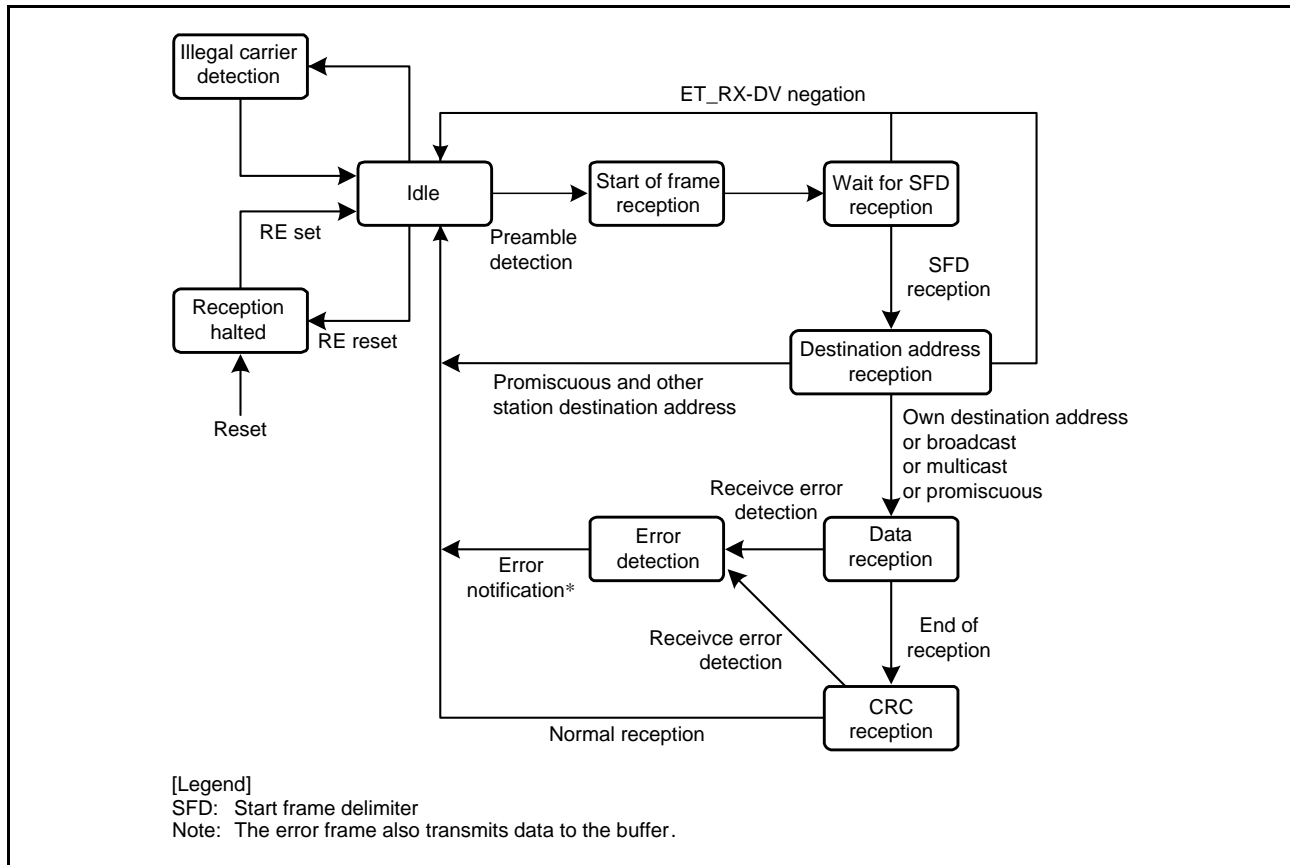 Illegal carrier
detection
ET_RX-DV negation
Idle
Start of frame
reception
Wait for SFD
reception
RE set
Preamble
detection
SFD
reception
Reception
halted
RE reset
Destination address
reception
Promiscuous and other
station destination address
Reset
Own destination address
or broadcast
or multicast
or promiscuous
Receivce error
detection
Error
detection
Data
reception
Error
notification*
End of
reception
Receivce error
detection
CRC
reception
Normal reception
[Legend]
SFD: Start frame delimiter
Note: The error frame also transmits data to the buffer.